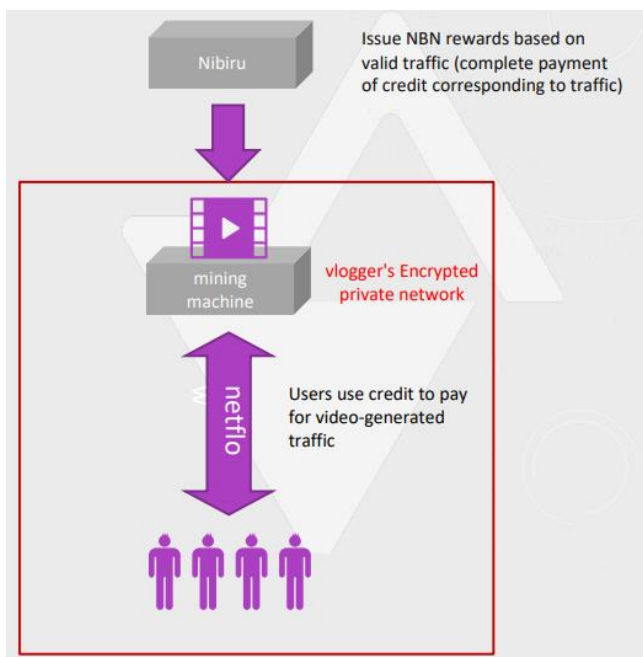 Nibiru
Issue NBN rewards based on
valid traffic (complete payment
of credit corresponding to traffic)
mining
machine
vlogger's Encrypted
private network
netflo
w
Users use credit to pay
for video-generated
traffic